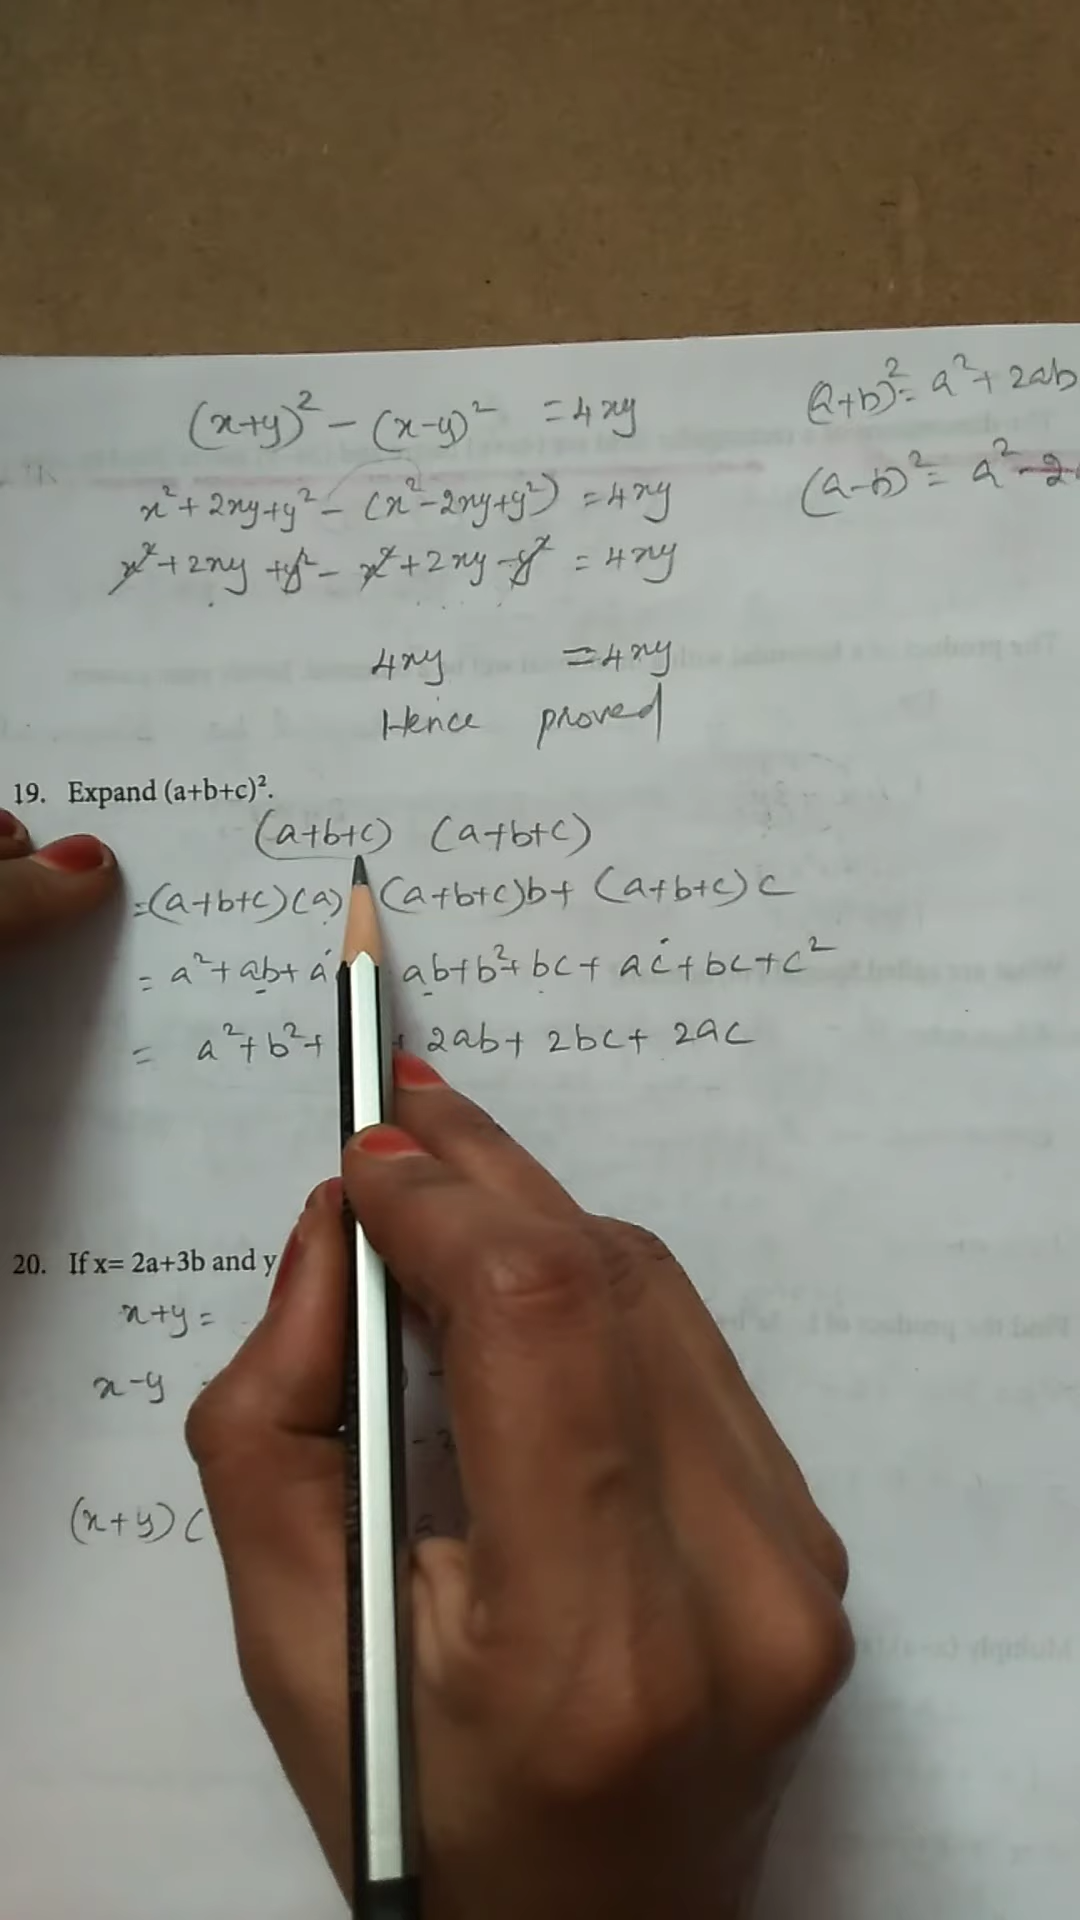 (x+y)² - (x-y)² = 4xy
(a+b)² = a² + 2ab
x² + 2xy + y² - (x² - 2xy + y²) = 4xy
(a-b)² = a² - 2
x² + 2xy + y² - x² + 2xy - y² = 4xy
4xy = 4xy
Hence proved
19. Expand (a+b+c)².
(a+b+c) (a+b+c)
=(a+b+c)(a) (a+b+c)b+ (a+b+c)c
= a² + ab + a ab + b² + bc + ac + bc + c²
= a² + b² + + 2ab + 2bc + 2ac
20. If x= 2a+3b and y
x+y =
x-y
(x+y) (